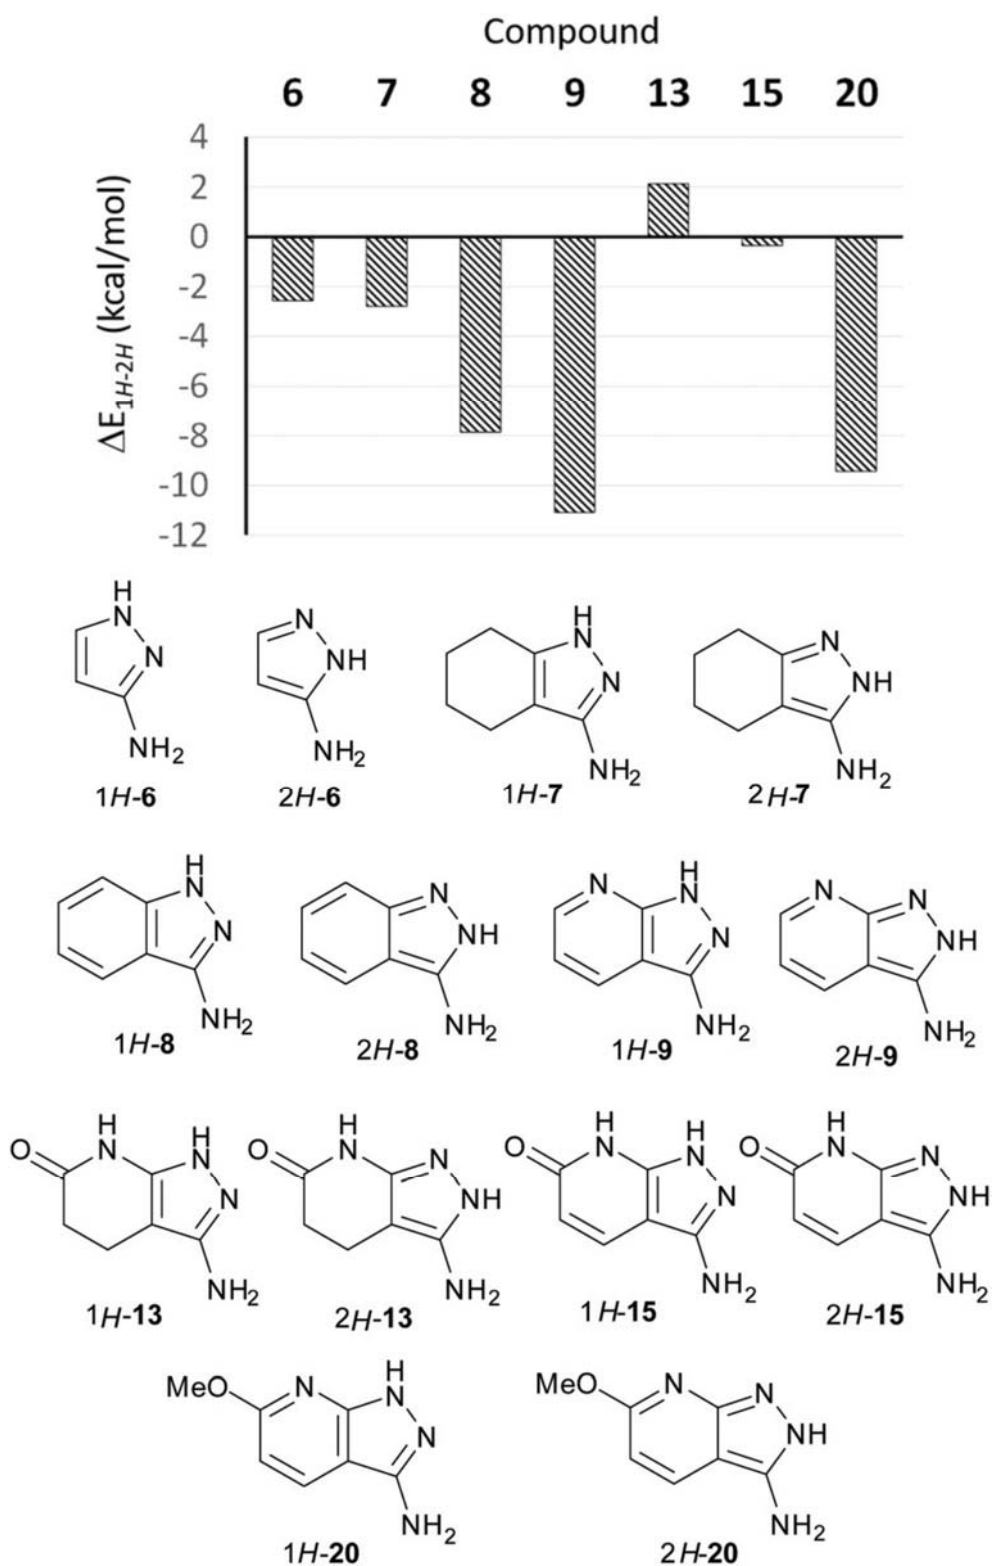 Compound
6 7 8 9 13 15 20
4
2
0
-2
-4
-6
-8
-10
-12
ΔE1H-2H (kcal/mol)
H
N
N
NH2
1H-6
N
NH
NH2
2H-6
H
N
N
NH2
1H-7
N
NH
NH2
2H-7
H
N
N
NH2
1H-8
N
NH
NH2
2H-8
N
H
N
N
NH2
1H-9
N
N
NH
NH2
2H-9
O
H
N
H
N
N
NH2
1H-13
O
H
N
N
NH
NH2
2H-13
O
H
N
H
N
N
NH2
1H-15
O
H
N
N
NH
NH2
2H-15
MeO
N
H
N
N
NH2
1H-20
MeO
N
N
NH
NH2
2H-20